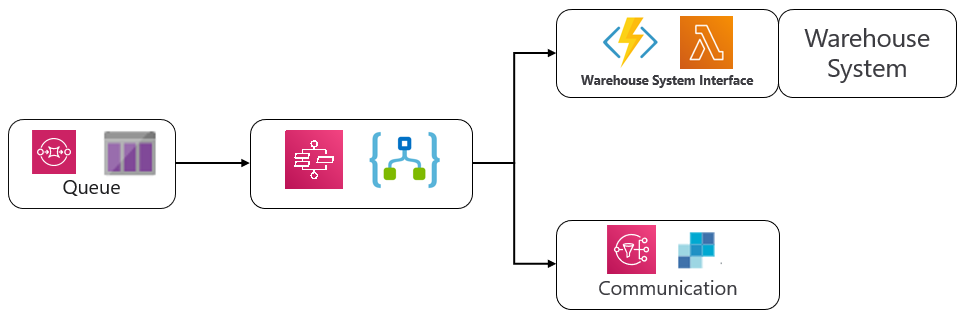 Warehouse System Interface
Warehouse
System
Queue
Communication